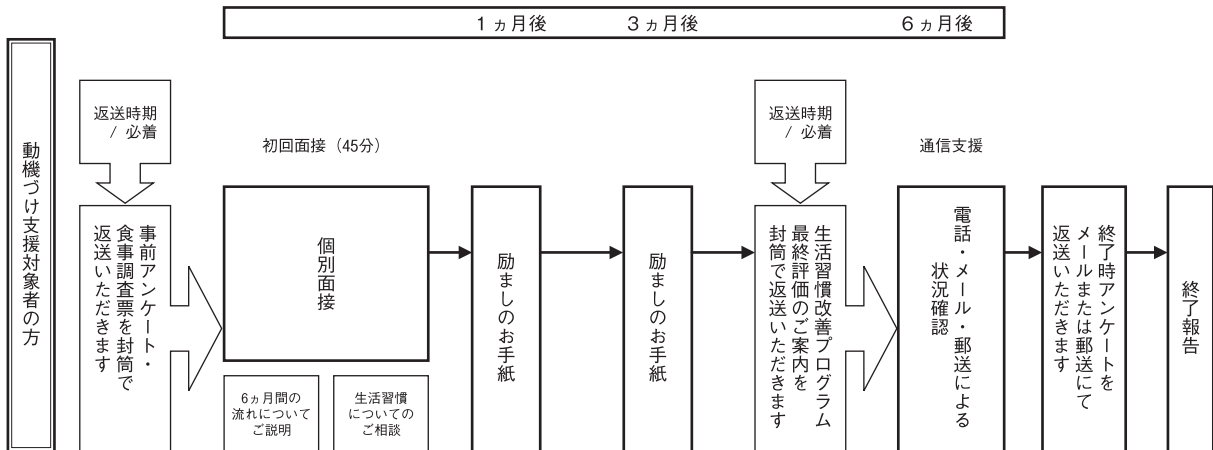 1ヵ月後
3ヵ月後
6ヵ月後
動機づけ支援対象者の方
返送時期
/ 必着
事前アンケート・
食事調査票を封筒で
返送いただきます
初回面接（45分）
個別面接
6ヵ月間の
流れについて
ご説明
生活習慣
についての
ご相談
励ましのお手紙
励ましのお手紙
返送時期
/ 必着
生活習慣改善プログラム
最終評価のご案内を
封筒で返送いただきます
通信支援
電話・メール・郵送による
状況確認
終了時アンケートを
メールまたは郵送にて
返送いただきます
終了報告